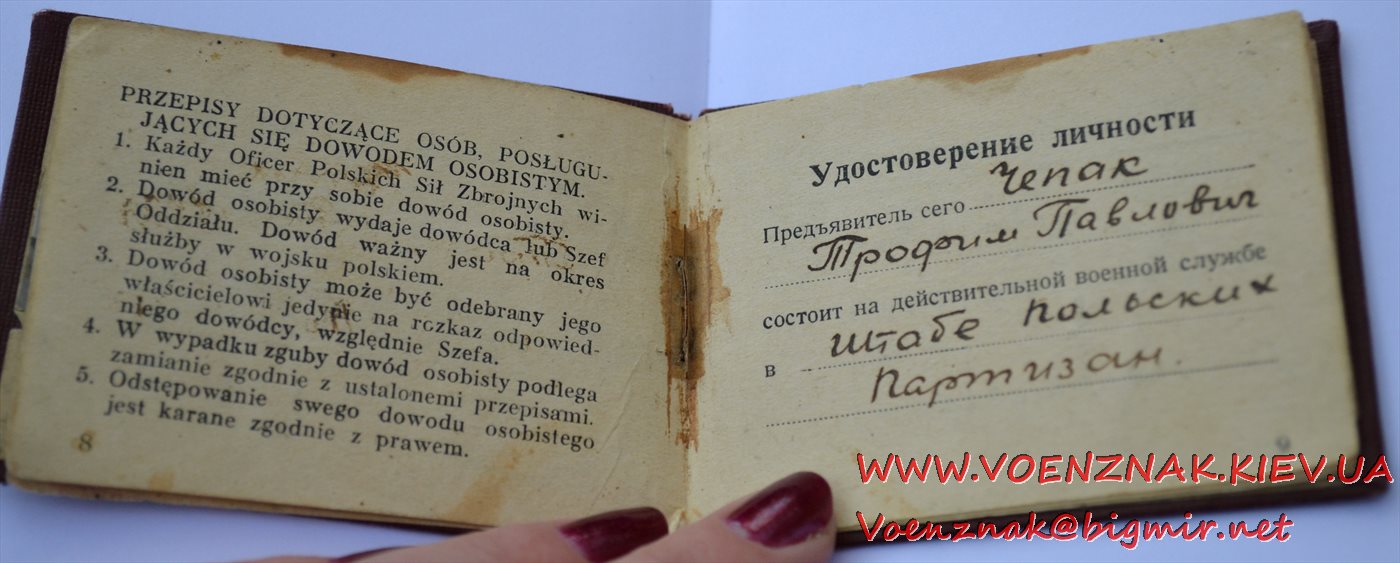 PRZEPISY DOTYCZĄCE OSÓB, POSŁUGU-
JĄCYCH SIĘ DOWODEM OSOBISTYM.
1. Każdy Oficer Polskich Sił Zbrojnych wi-
nien mieć przy sobie dowód osobisty.
2. Dowód osobisty wydaje dowódca lub Szef
Oddziału. Dowód ważny jest na okres
służby w wojsku polskiem.
3. Dowód osobisty może być odebrany jego
właścicielowi jedynie na rozkaz odpowied-
niego dowódcy, względnie Szefa.
4. W wypadku zguby dowód osobisty podlega
zamianie zgodnie z ustalonemi przepisami.
5. Odstępowanie swego dowodu osobistego
jest karane zgodnie z prawem.
8
Удостоверение личности
Предъявитель сего Чепак
Трофим Павлович
состоит на действительной военной службе
в Штабе польских
партизан.
9
WWW.VOENZNAK.KIEV.UA
Voenznak@bigmir.net